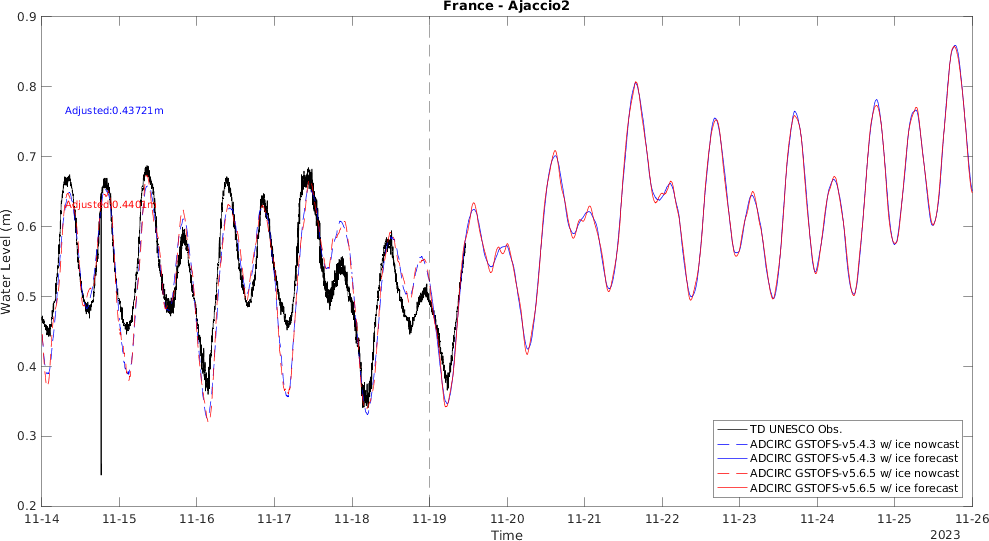 France - Ajaccio2
0.9
0.8
0.7
0.6
0.5
0.4
0.3
0.2
Water Level (m)
Adjusted:0.43721m
TD UNESCO Obs.
ADCIRC GSTOFS-v5.4.3 w/ ice nowcast
ADCIRC GSTOFS-v5.4.3 w/ ice forecast
ADCIRC GSTOFS-v5.6.5 w/ ice nowcast
ADCIRC GSTOFS-v5.6.5 w/ ice forecast
11-14 11-15 11-16 11-17 11-18 11-19 11-20 11-21 11-22 11-23 11-24 11-25 11-26
Time
2023